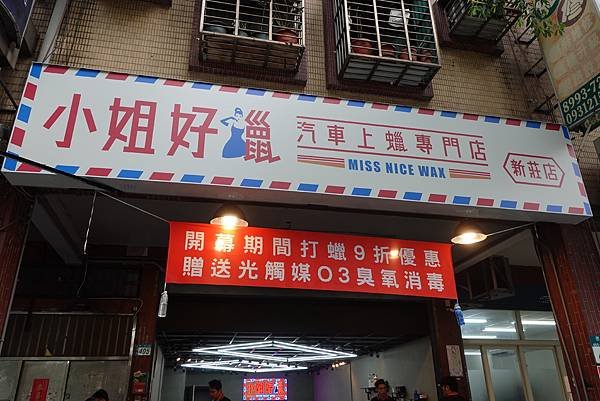 小姐好蠟
汽車上蠟專門店
MISS NICE WAX
新莊店
開幕期間打蠟9折優惠
贈送光觸媒O3臭氧消毒
8993-7
093121